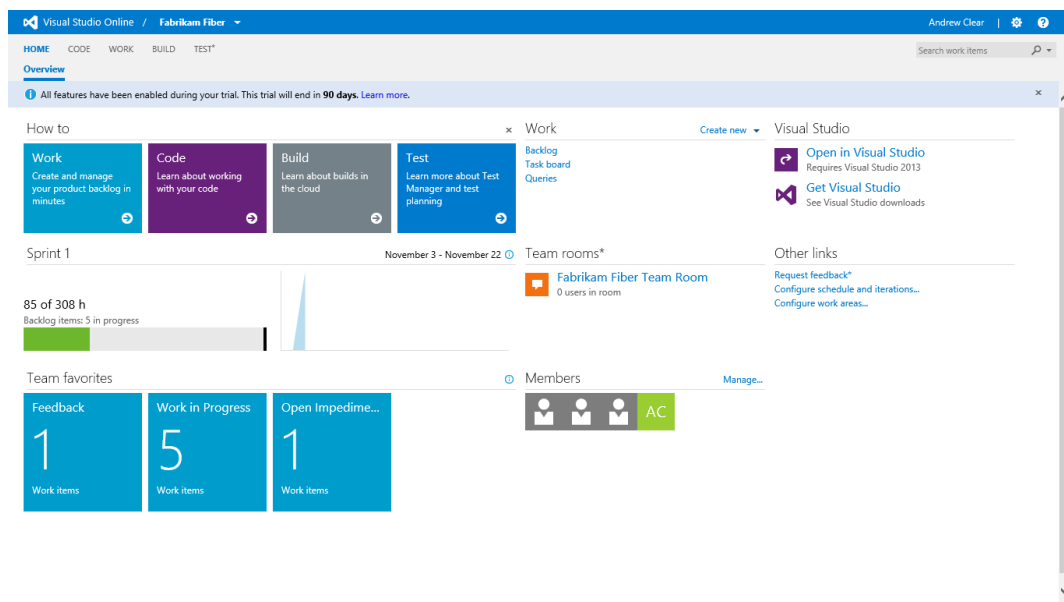 Visual Studio Online / Fabrikam Fiber
Andrew Clear |
HOME CODE WORK BUILD TEST*
Search work items
Overview
All features have been enabled during your trial. This trial will end in 90 days. Learn more.
How to
Work
Create and manage
your product backlog in
minutes
Code
Learn about working
with your code
Build
Learn about builds in
the cloud
Test
Learn more about Test
Manager and test
planning
Work
Create new
Backlog
Task board
Queries
Visual Studio
Open in Visual Studio
Requires Visual Studio 2013
Get Visual Studio
See Visual Studio downloads
Sprint 1
November 3 - November 22
85 of 308 h
Backlog items: 5 in progress
Team rooms*
Fabrikam Fiber Team Room
0 users in room
Other links
Request feedback*
Configure schedule and iterations...
Configure work areas...
Team favorites
Feedback
1
Work items
Work in Progress
5
Work items
Open Impedime...
1
Work items
Members
Manage...
AC